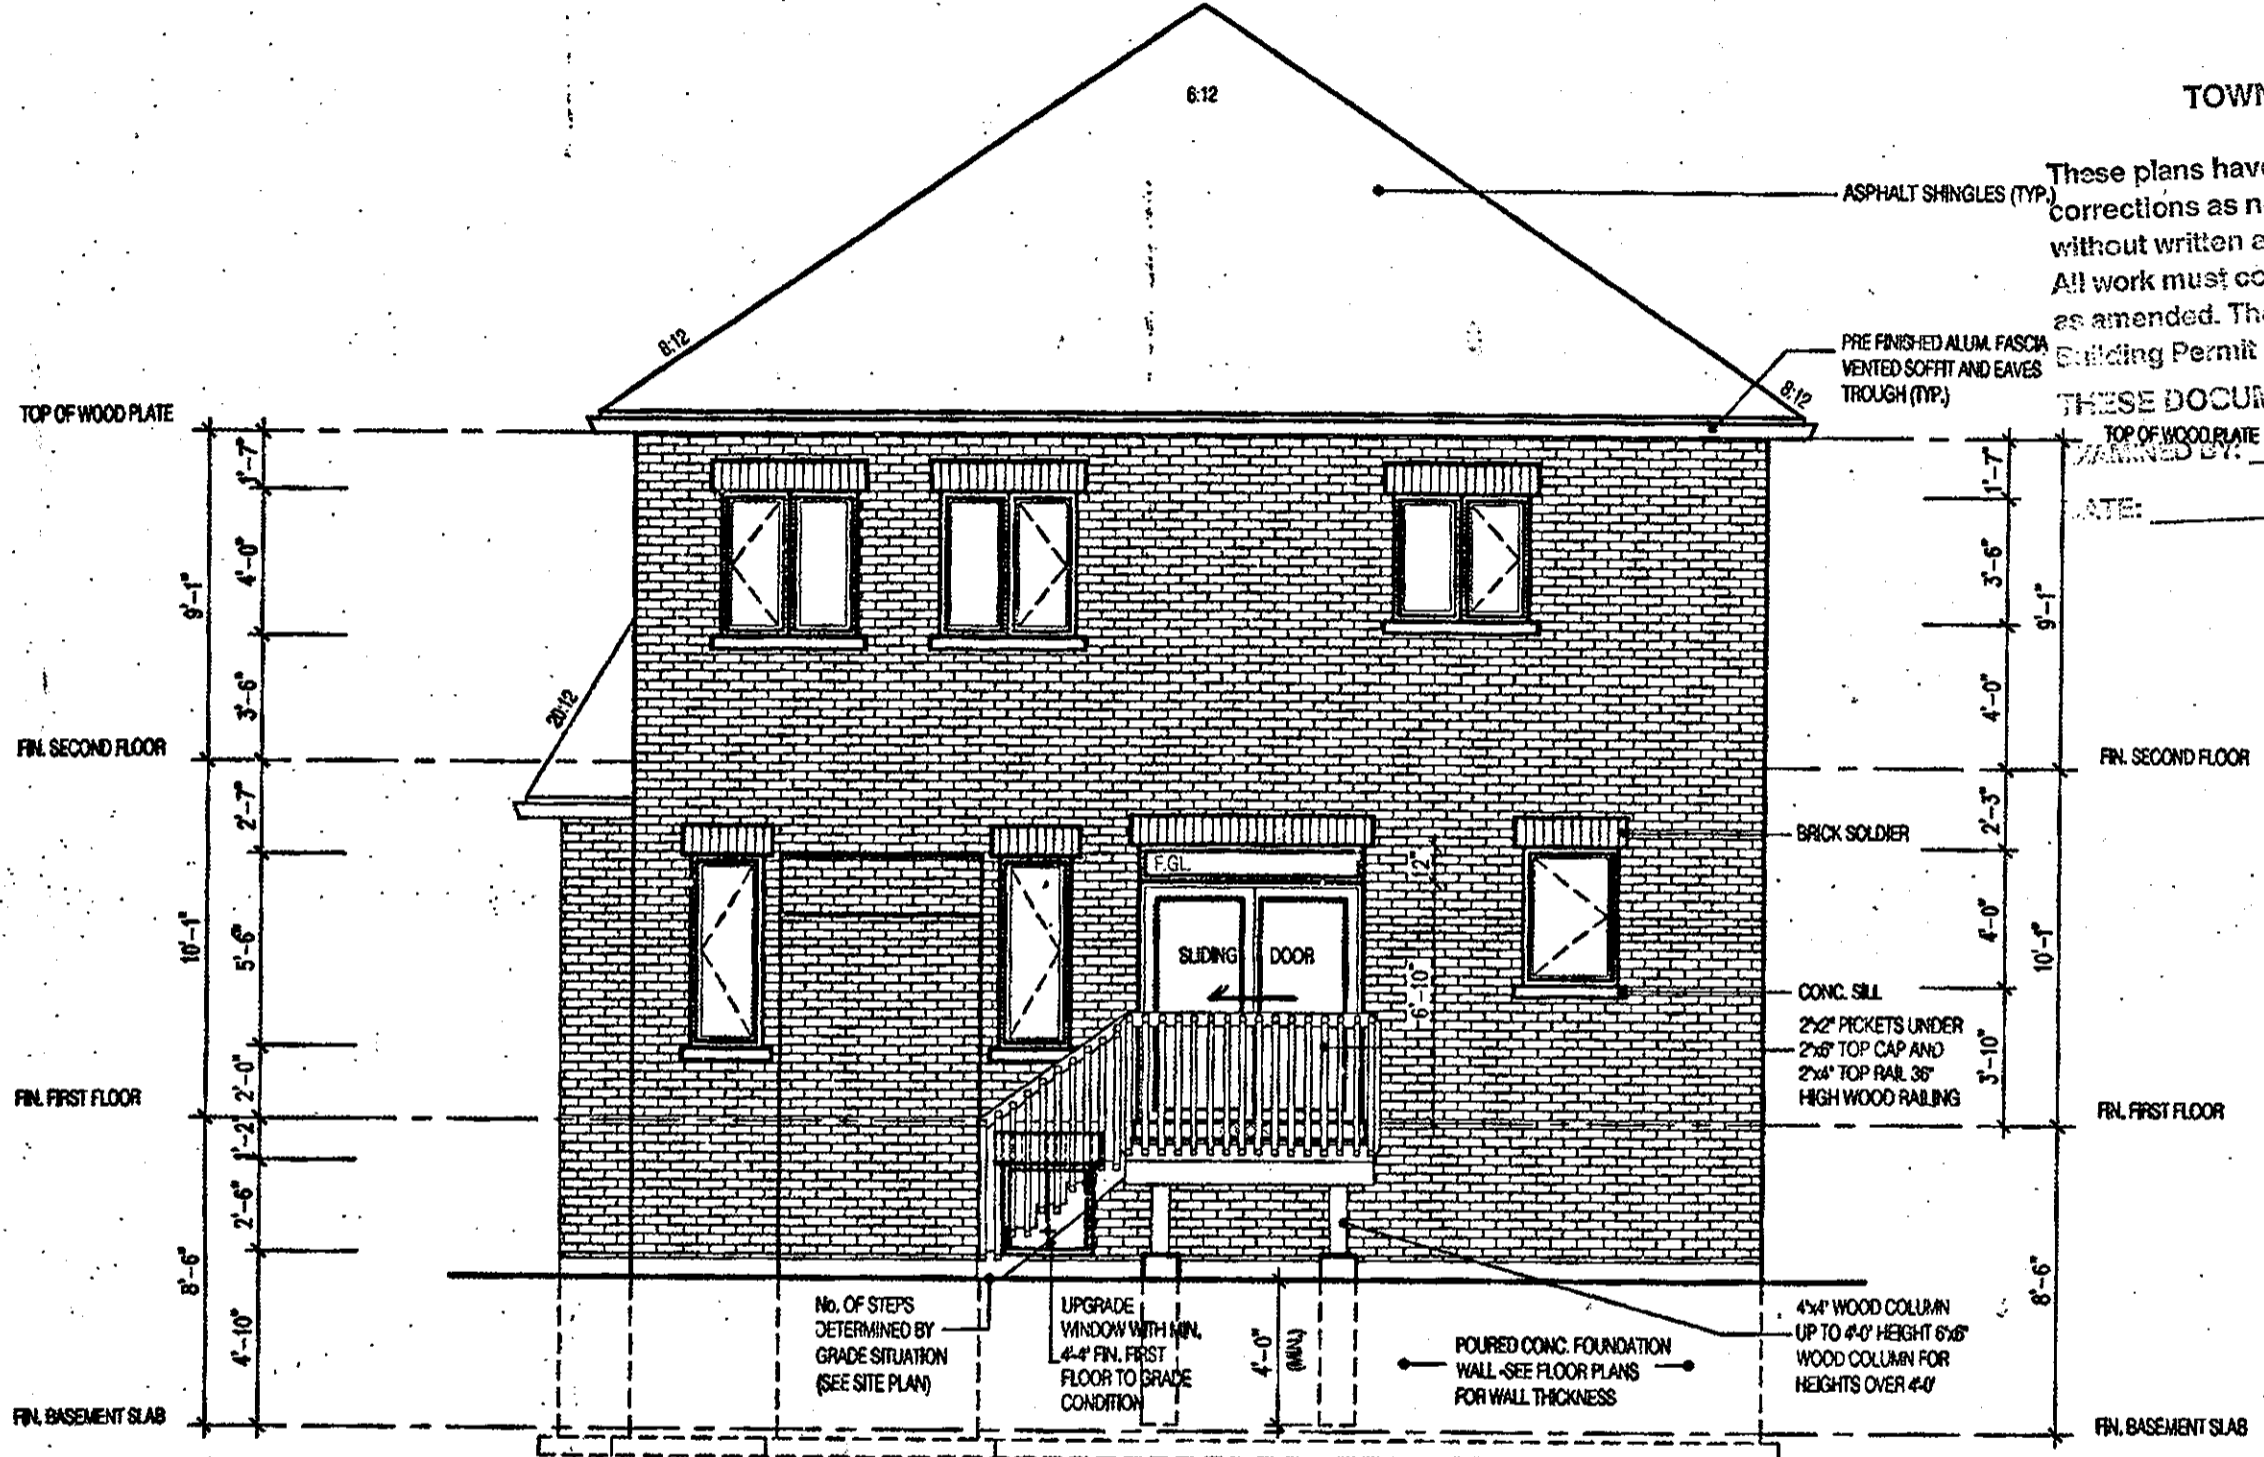 6:12
TOWN
These plans have
corrections as n
without written a
All work must co
as amended. The
Building Permit
THESE DOCUM
EXAMINED BY:
DATE:
ASPHALT SHINGLES (TYP.)
8:12
PRE FINISHED ALUM. FASCIA
VENTED SOFFIT AND EAVES
TROUGH (TYP.)
8:12
TOP OF WOOD PLATE
TOP OF WOOD PLATE
1'-7"
4'-0"
9'-1"
3'-6"
20:12
1'-7"
3'-6"
9'-1"
4'-0"
FIN. SECOND FLOOR
FIN. SECOND FLOOR
2'-7"
10'-1"
5'-6"
2'-0"
2'-3"
BRICK SOLDIER
F.GL.
12"
4'-0"
10'-1"
SLIDING DOOR
6'-10"
CONC. SILL
2"x2" PICKETS UNDER
2"x6" TOP CAP AND
2"x4" TOP RAIL 36"
HIGH WOOD RAILING
3'-10"
FIN. FIRST FLOOR
FIN. FIRST FLOOR
1'-2"
2'-6"
8'-6"
4'-10"
8'-6"
No. OF STEPS
DETERMINED BY
GRADE SITUATION
(SEE SITE PLAN)
UPGRADE
WINDOW WITH MIN.
4'-4" FIN. FIRST
FLOOR TO GRADE
CONDITION
4'-0"
(MIN.)
POURED CONC. FOUNDATION
WALL -SEE FLOOR PLANS
FOR WALL THICKNESS
4"x4" WOOD COLUMN
UP TO 4'-0" HEIGHT 6"x6"
WOOD COLUMN FOR
HEIGHTS OVER 4'-0"
FIN. BASEMENT SLAB
FIN. BASEMENT SLAB